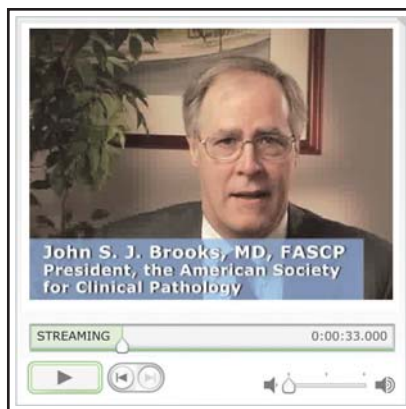 John S. J. Brooks, MD, FASCP
President, the American Society
for Clinical Pathology
STREAMING 0:00:33.000